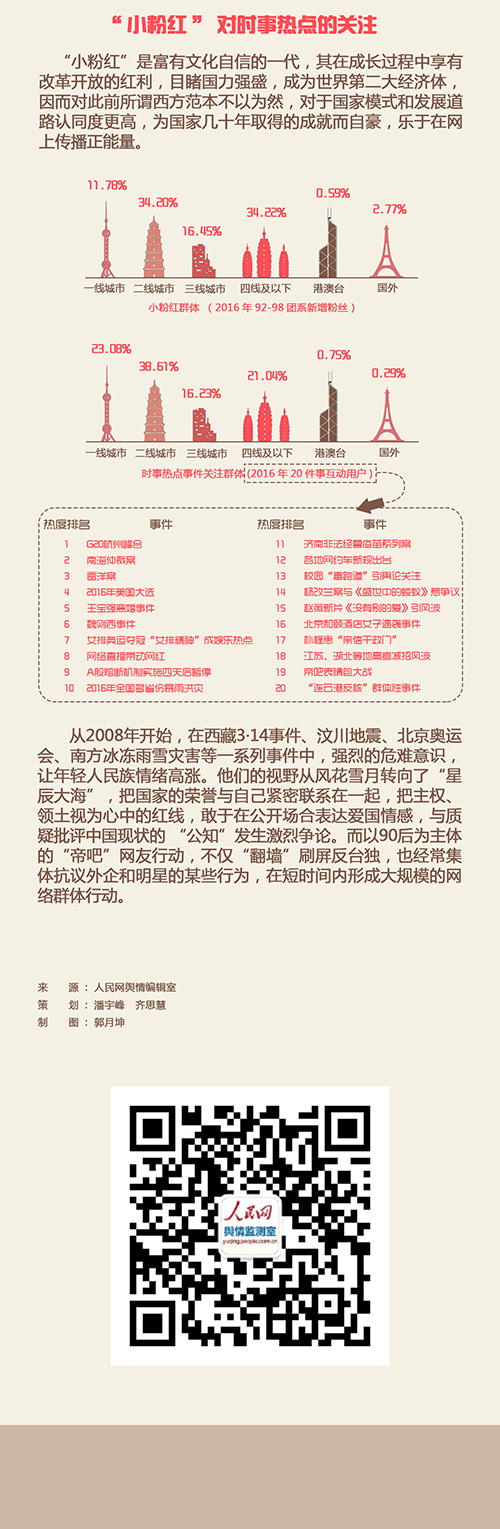 “小粉红” 对时事热点的关注
“小粉红”是富有文化自信的一代，其在成长过程中享有
改革开放的红利，目睹国力强盛，成为世界第二大经济体，
因而对此前所谓西方范本不以为然，对于国家模式和发展道
路认同度更高，为国家几十年取得的成就而自豪，乐于在网
上传播正能量。
11.78% 34.20% 16.45% 34.22% 0.59% 2.77%
一线城市 二线城市 三线城市 四线及以下 港澳台 国外
小粉红群体 （2016 年 92-98 团系新增粉丝）
23.08% 38.61% 16.23% 21.04% 0.75% 0.29%
一线城市 二线城市 三线城市 四线及以下 港澳台 国外
时事热点事件关注群体(2016 年 20 件事互动用户)
热度排名 事件 热度排名 事件
1 G20杭州峰会 11 济南非法经营疫苗系列案
2 南海仲裁案 12 各地网约车新规出台
3 雷洋案 13 校园“毒跑道”引舆论关注
4 2016年美国大选 14 杨改兰案与《盛世中的蝼蚁》惹争议
5 王宝强离婚事件 15 赵薇新片《没有别的爱》引风波
6 魏则西事件 16 北京和颐酒店女子遇袭事件
7 女排奥运夺冠“女排精神”成娱乐热点 17 朴槿惠“亲信干政门”
8 网络直播带动网红 18 江苏、湖北等地高考减招风波
9 A股熔断机制实施四天后暂停 19 帝吧表情包大战
10 2016年全国多省份暴雨洪灾 20 “连云港反核”群体性事件
从2008年开始，在西藏3·14事件、汶川地震、北京奥运
会、南方冰冻雨雪灾害等一系列事件中，强烈的危难意识，
让年轻人民族情绪高涨。他们的视野从风花雪月转向了“星
辰大海”，把国家的荣誉与自己紧密联系在一起，把主权、
领土视为心中的红线，敢于在公开场合表达爱国情感，与质
疑批评中国现状的 “公知”发生激烈争论。而以90后为主体
的“帝吧”网友行动，不仅“翻墙”刷屏反台独，也经常集
体抗议外企和明星的某些行为，在短时间内形成大规模的网
络群体行动。
来 源：人民网舆情编辑室
策 划：潘宇峰 齐思慧
制 图：郭月坤
人民网
舆情监测室
yuqing.people.com.cn